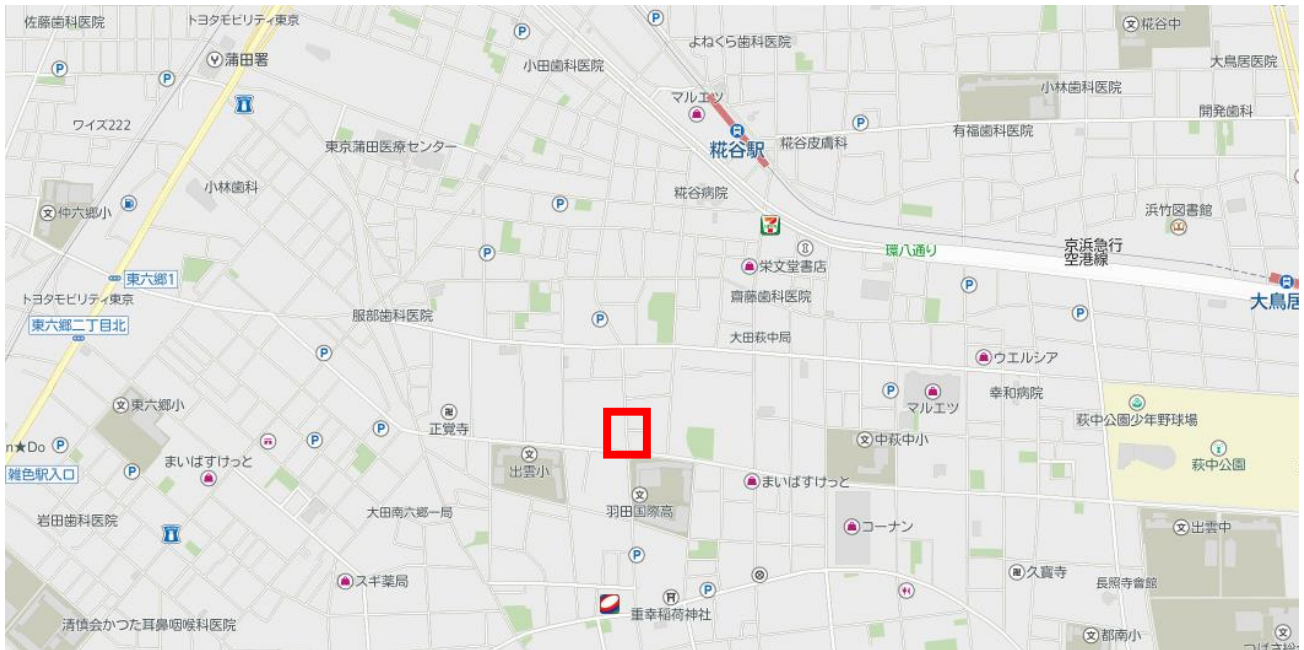 佐藤歯科医院
トヨタモビリティ東京
P
よねくら歯科医院
文 糀谷中
P
蒲田署
小田歯科医院
大鳥居医院
P
P
マルエツ
小林歯科医院
ワイズ222
開発歯科
東京蒲田医療センター
糀谷駅
糀谷皮膚科
P
有福歯科医院
小林歯科
糀谷病院
文 仲六郷小
P
浜竹図書館
7
栄文堂書店
環八通り
京浜急行
空港線
P
東六郷1
トヨタモビリティ東京
齋藤歯科医院
P
大鳥居
東六郷二丁目北
服部歯科医院
P
大田萩中局
P
P
ウエルシア
P
マルエツ
幸和病院
文 東六郷小
正覚寺
萩中公園少年野球場
n★Do P
P
P
文 中萩中小
萩中公園
雑色駅入口
P
まいばすけっと
文
出雲小
まいばすけっと
文
羽田国際高
岩田歯科医院
大田南六郷一局
コーナン
文 出雲中
P
スギ薬局
久寳寺
長照寺會館
P
重幸稲荷神社
清慎会かつた耳鼻咽喉科医院
文 都南小
文